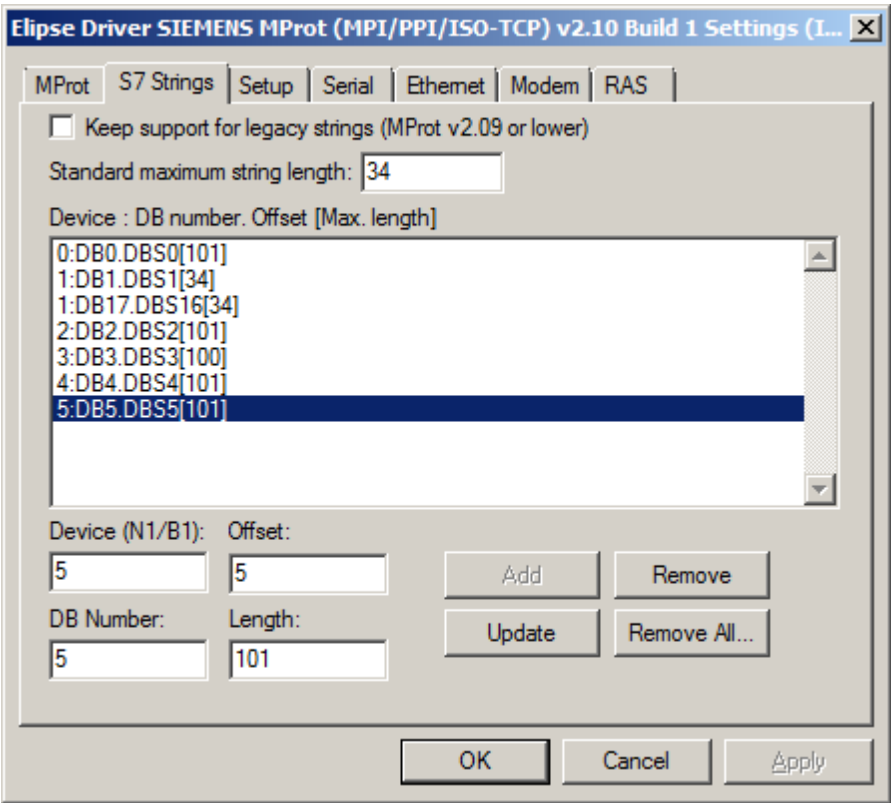 Elipse Driver SIEMENS MProt (MPI/PPI/ISO-TCP) v2.10 Build 1 Settings (I...
MProt S7 Strings Setup Serial Ethernet Modem RAS
Keep support for legacy strings (MProt v2.09 or lower)
Standard maximum string length: 34
Device : DB number. Offset [Max. length]
0:DB0.DBS0[101]
1:DB1.DBS1[34]
1:DB17.DBS16[34]
2:DB2.DBS2[101]
3:DB3.DBS3[100]
4:DB4.DBS4[101]
5:DB5.DBS5[101]
Device (N1/B1): Offset:
5 5 Add Remove
DB Number: Length:
5 101 Update Remove All...
OK Cancel Apply